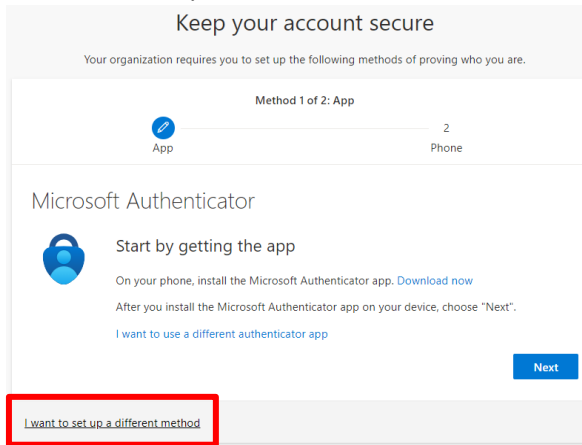 Keep your account secure
Your organization requires you to set up the following methods of proving who you are.
Method 1 of 2: App
2
App
Phone
Microsoft Authenticator
Start by getting the app
On your phone, install the Microsoft Authenticator app. Download now
After you install the Microsoft Authenticator app on your device, choose "Next".
I want to use a different authenticator app
Next
I want to set up a different method